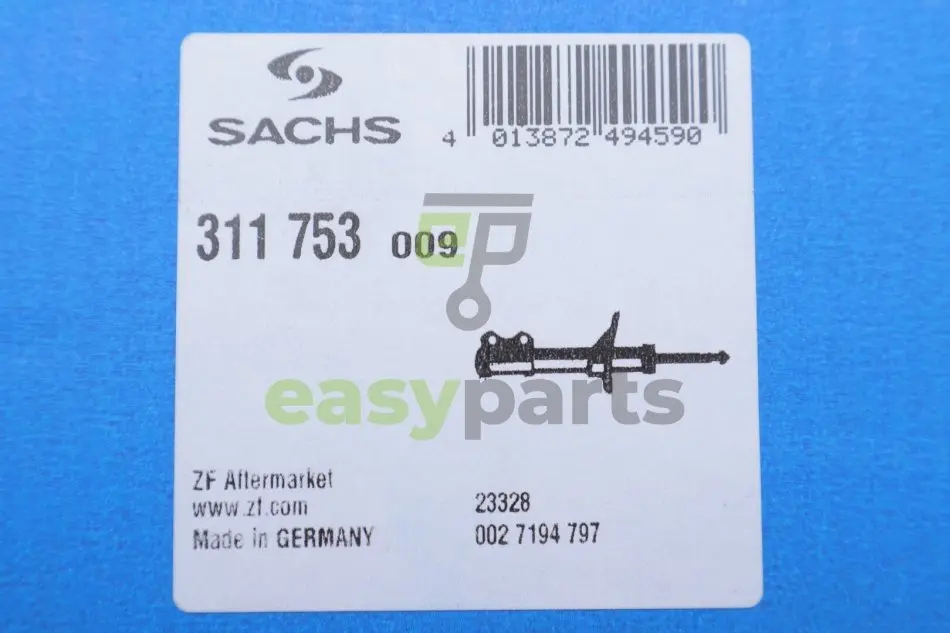 SACHS
4 013872 494590
311 753 009
eP
easyparts
ZF Aftermarket
www.zf.com
Made in GERMANY
23328
002 7194 797